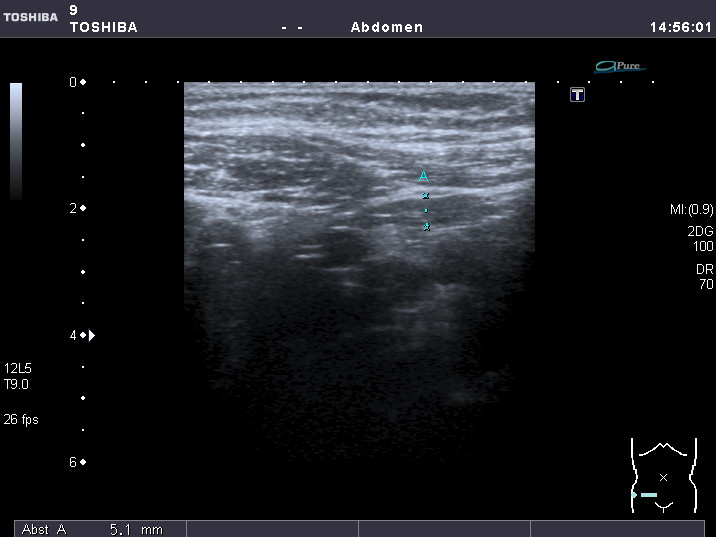 TOSHIBA
9
TOSHIBA - - Abdomen 14:56:01
aPure
T
0
A
2
MI:(0.9)
2DG
100
DR
70
4
12L5
T9.0
26 fps
6
Abst A 5.1 mm